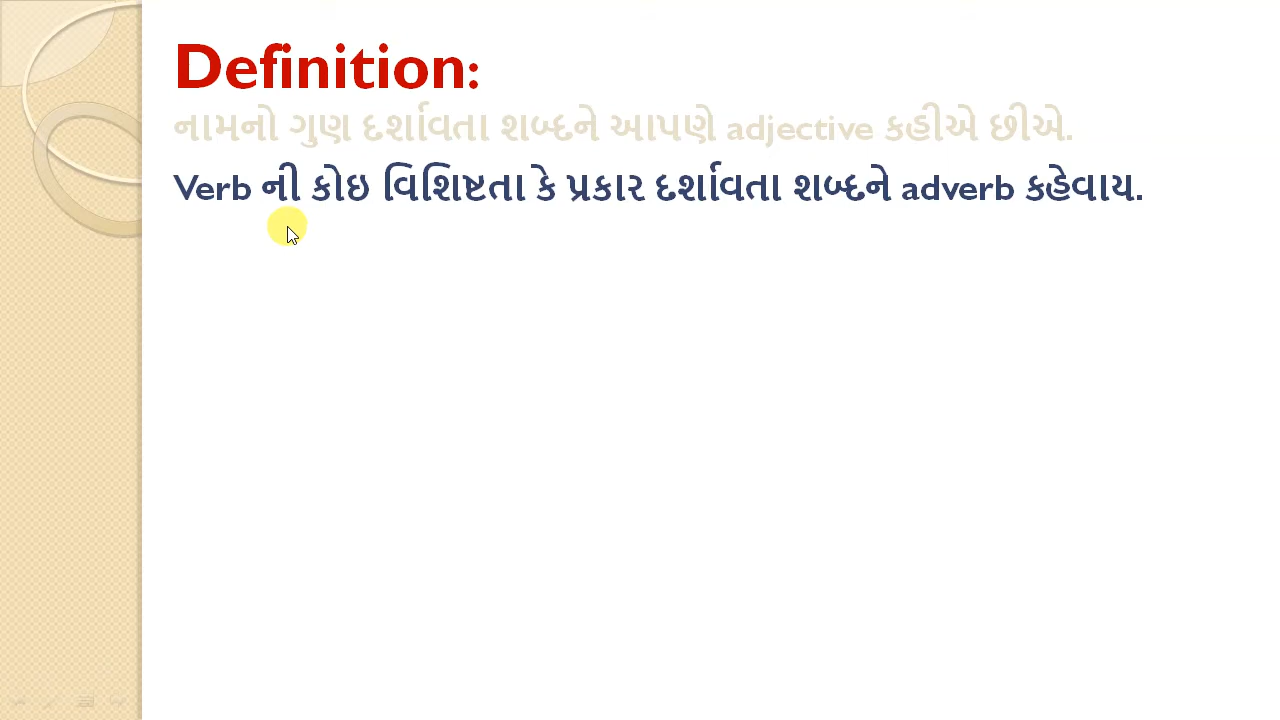 Definition:
નામનો ગુણ દર્શાવતા શબ્દને આપણે adjective કહીએ છીએ.
Verb ની કોઇ વિશિષ્ટતા કે પ્રકાર દર્શાવતા શબ્દને adverb કહેવાય.